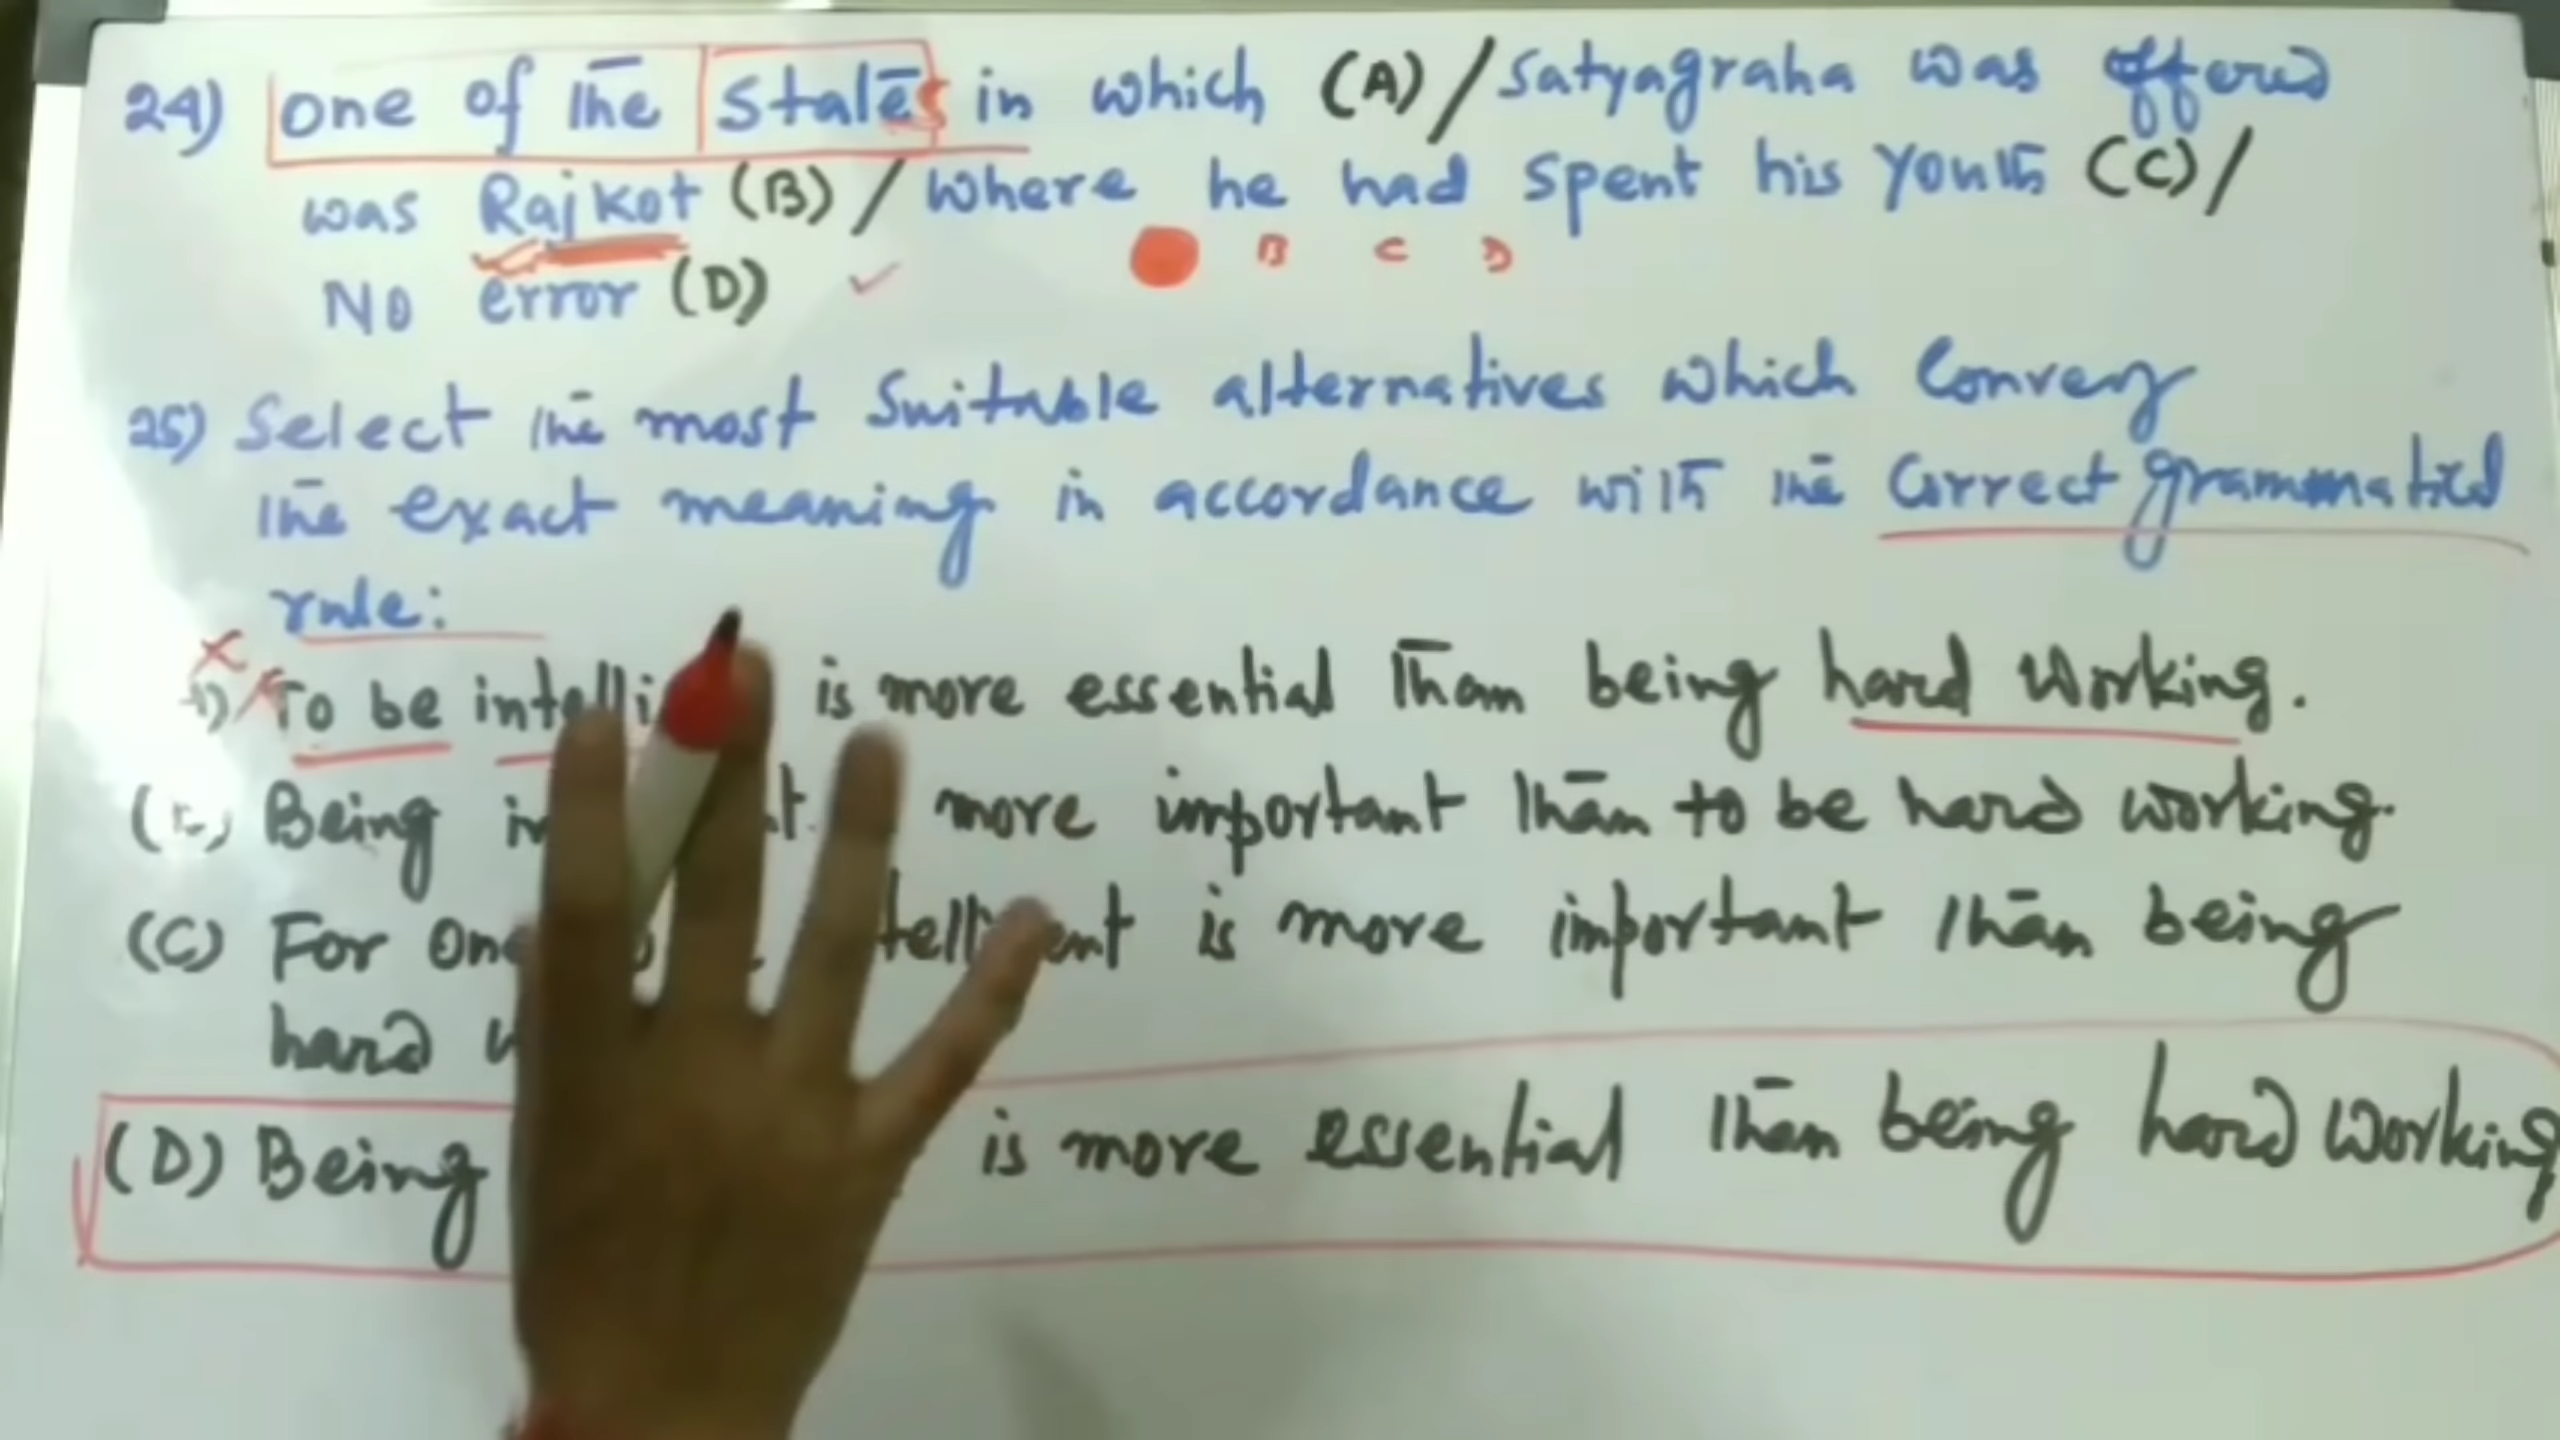 24) one of the states in which (A) / Satyagraha was offered
was Rajkot (B) / where he had spent his youth (C) /
B C D
No error (D)
25) Select the most suitable alternatives which Convey
the exact meaning in accordance with the Correct grammatical
rule:
To be is more essential than being hard working.
Being more important than to be hard working.
(C) For is more important than being
hard
(D) Being is more essential than being hard working